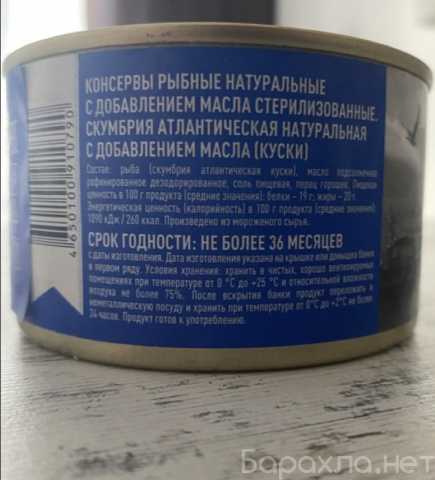 КОНСЕРВЫ РЫБНЫЕ НАТУРАЛЬНЫЕ
С ДОБАВЛЕНИЕМ МАСЛА СТЕРИЛИЗОВАННЫЕ.
СКУМБРИЯ АТЛАНТИЧЕСКАЯ НАТУРАЛЬНАЯ
С ДОБАВЛЕНИЕМ МАСЛА (КУСКИ)
Состав: рыба (скумбрия атлантическая куски), масло подсолнечное
рафинированное дезодорированное, соль пищевая, перец горошек. Пищевая
ценность в 100 г продукта (средние значения): белки – 19 г; жиры – 20 г.
Энергетическая ценность (калорийность) в 100 г продукта (средние значения):
1090 кДж / 260 ккал. Произведено из мороженого сырья.
СРОК ГОДНОСТИ: НЕ БОЛЕЕ 36 МЕСЯЦЕВ
с даты изготовления. Дата изготовления указана на крышке или донышке банки
в первом ряду. Условия хранения: хранить в чистых, хорошо вентилируемых
помещениях при температуре от 0 °C до +25 °C и относительной влажности
воздуха не более 75%. После вскрытия банки продукт переложить в
неметаллическую посуду и хранить при температуре от 0°C до +2°C не более
24 часов. Продукт готов к употреблению.
4650100910790
Барахла.нет